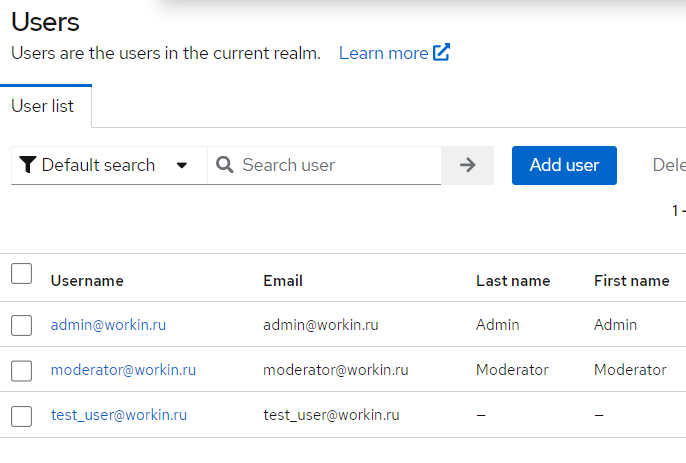 Users
Users are the users in the current realm. Learn more
User list
Default search Search user Add user Dele
1 -
Username Email Last name First name
admin@workin.ru admin@workin.ru Admin Admin
moderator@workin.ru moderator@workin.ru Moderator Moderator
test_user@workin.ru test_user@workin.ru — —